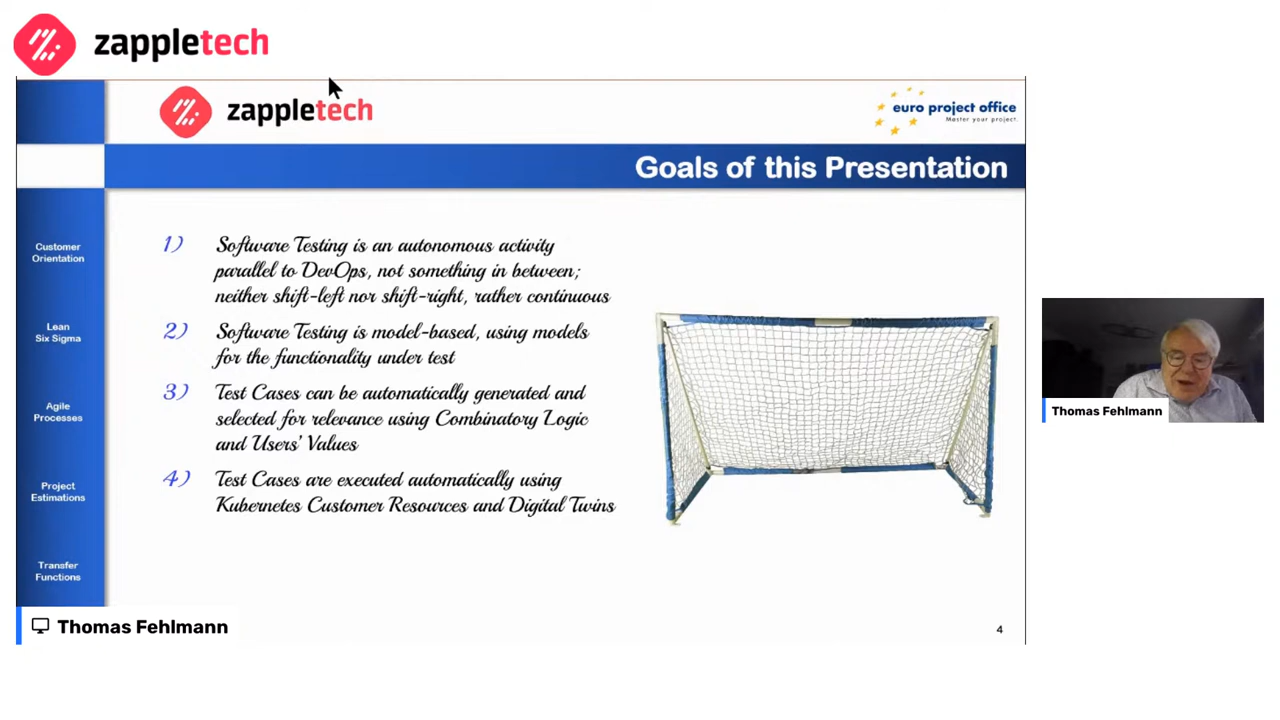 zappletech
zappletech
euro project office
Master your project.
Goals of this Presentation
Customer
Orientation
Lean
Six Sigma
Agile
Processes
Project
Estimations
Transfer
Functions
1) Software Testing is an autonomous activity
parallel to DevOps, not something in between;
neither shift-left nor shift-right, rather continuous
2) Software Testing is model-based, using models
for the functionality under test
3) Test Cases can be automatically generated and
selected for relevance using Combinatory Logic
and Users' Values
4) Test Cases are executed automatically using
Kubernetes Customer Resources and Digital Twins
Thomas Fehlmann
Thomas Fehlmann
4